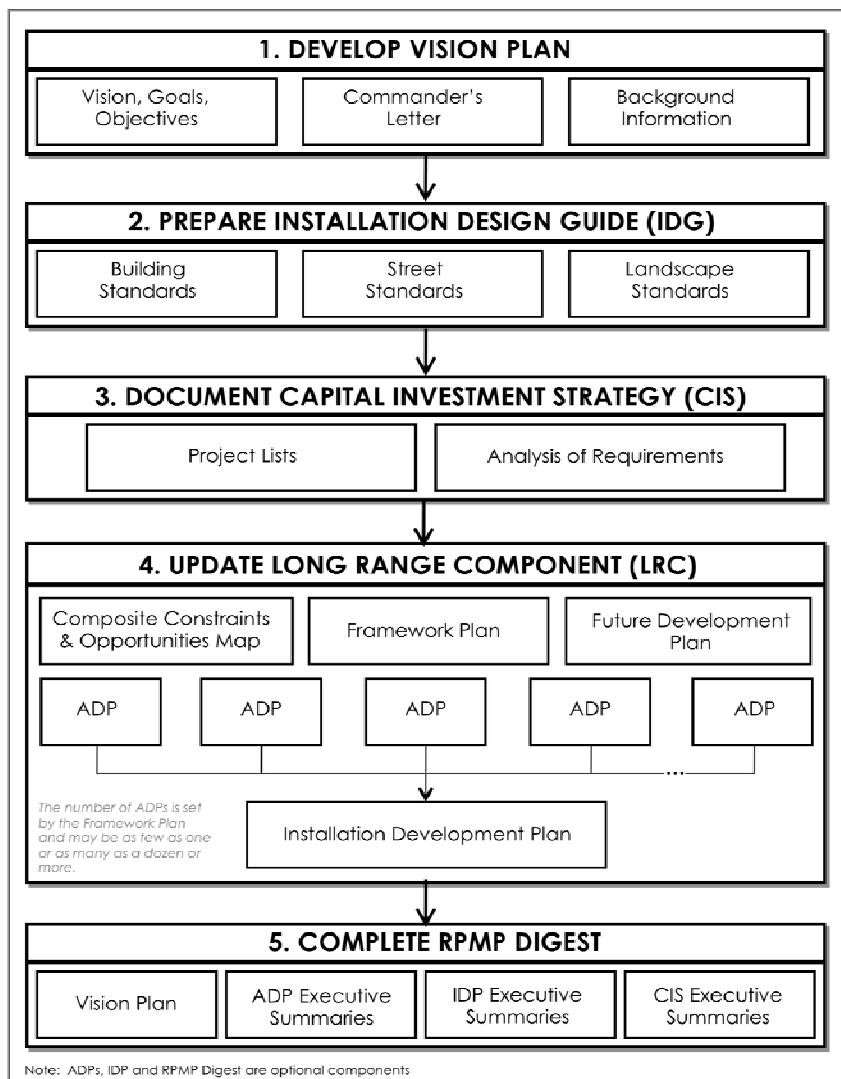 1. DEVELOP VISION PLAN
Vision, Goals,
Objectives
Commander's
Letter
Background
Information
2. PREPARE INSTALLATION DESIGN GUIDE (IDG)
Building
Standards
Street
Standards
Landscape
Standards
3. DOCUMENT CAPITAL INVESTMENT STRATEGY (CIS)
Project Lists
Analysis of Requirements
4. UPDATE LONG RANGE COMPONENT (LRC)
Composite Constraints
& Opportunities Map
Framework Plan
Future Development
Plan
ADP
ADP
ADP
ADP
ADP
...
The number of ADPs is set
by the Framework Plan
and may be as few as one
or as many as a dozen or
more.
Installation Development Plan
5. COMPLETE RPMP DIGEST
Vision Plan
ADP Executive
Summaries
IDP Executive
Summaries
CIS Executive
Summaries
Note: ADPs, IDP and RPMP Digest are optional components